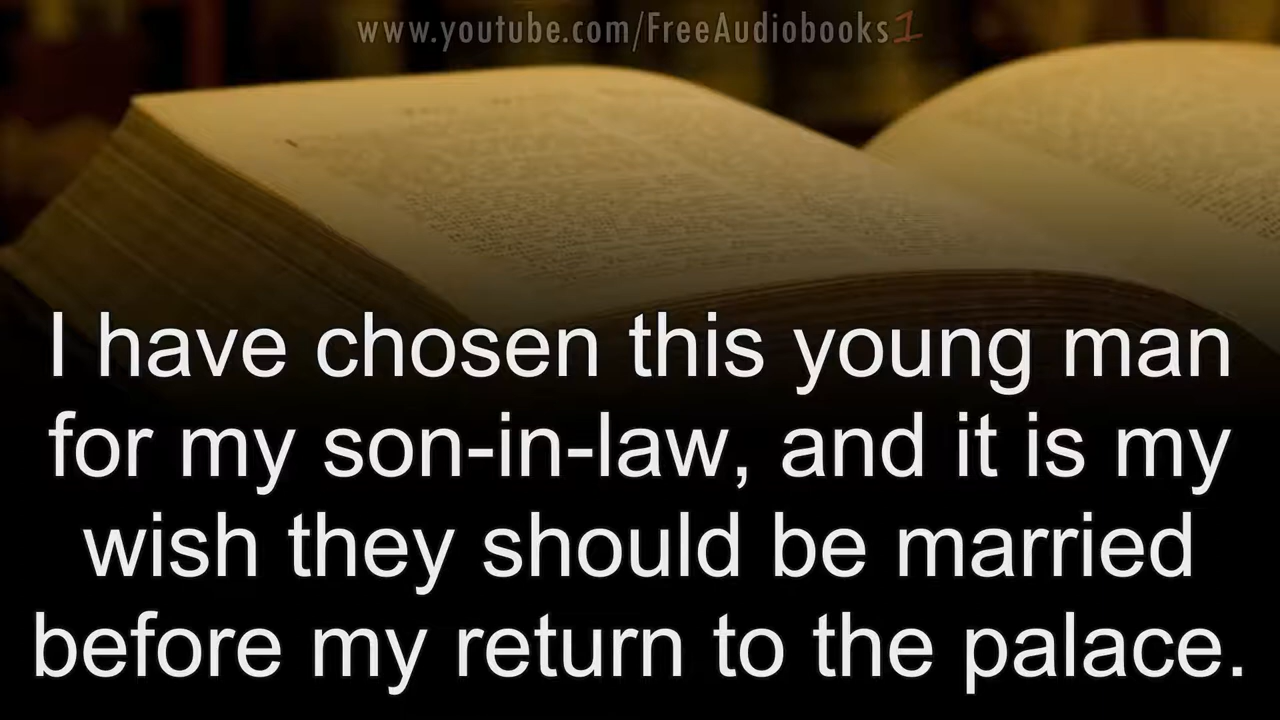 www.youtube.com/FreeAudiobooks1
I have chosen this young man
for my son-in-law, and it is my
wish they should be married
before my return to the palace.